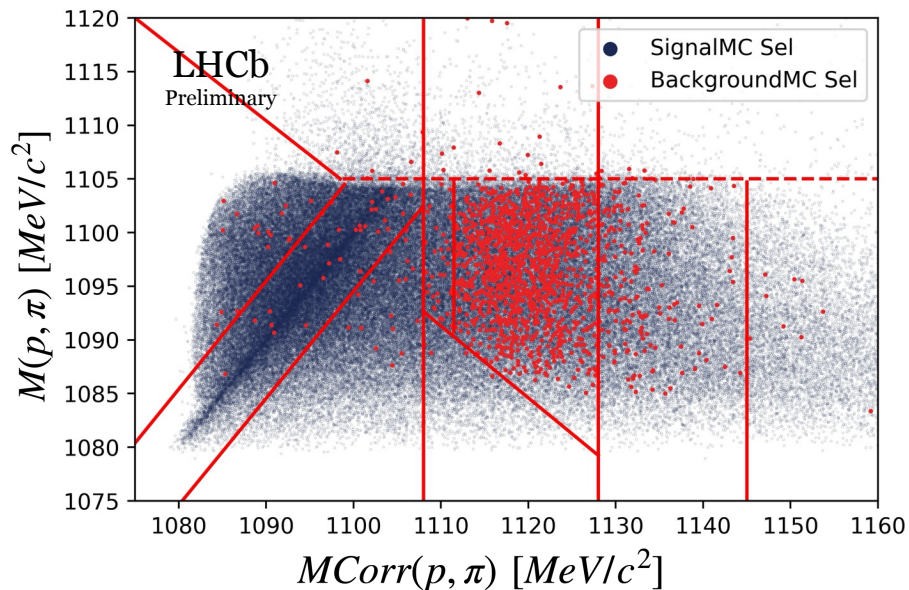 LHCb
Preliminary
SignalMC Sel
BackgroundMC Sel
M(p, π) [MeV/c²]
1120
1115
1110
1105
1100
1095
1090
1085
1080
1075
1080 1090 1100 1110 1120 1130 1140 1150 1160
MCorr(p, π) [MeV/c²]